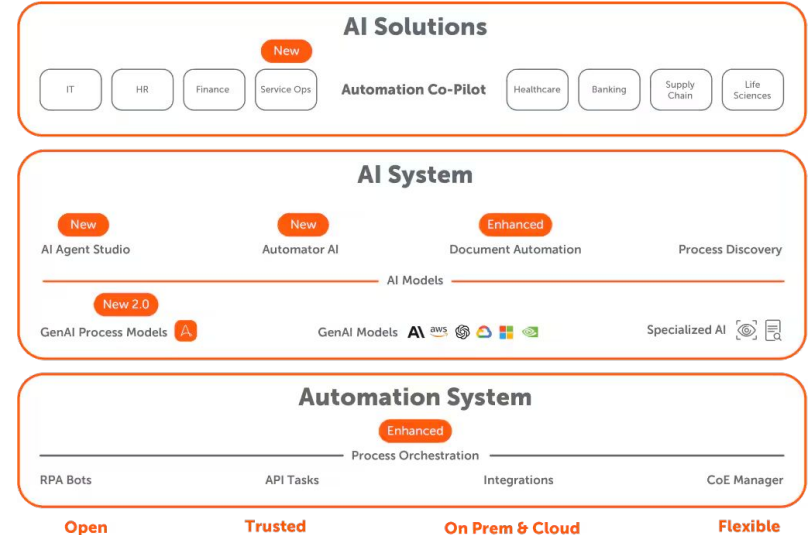 AI Solutions
New
IT
HR
Finance
Service Ops
Automation Co-Pilot
Healthcare
Banking
Supply
Chain
Life
Sciences
AI System
New
New
Enhanced
AI Agent Studio
Automator AI
Document Automation
Process Discovery
AI Models
New 2.0
GenAI Process Models
GenAI Models
A\
aws
Specialized AI
Automation System
Enhanced
Process Orchestration
RPA Bots
API Tasks
Integrations
CoE Manager
Open
Trusted
On Prem & Cloud
Flexible